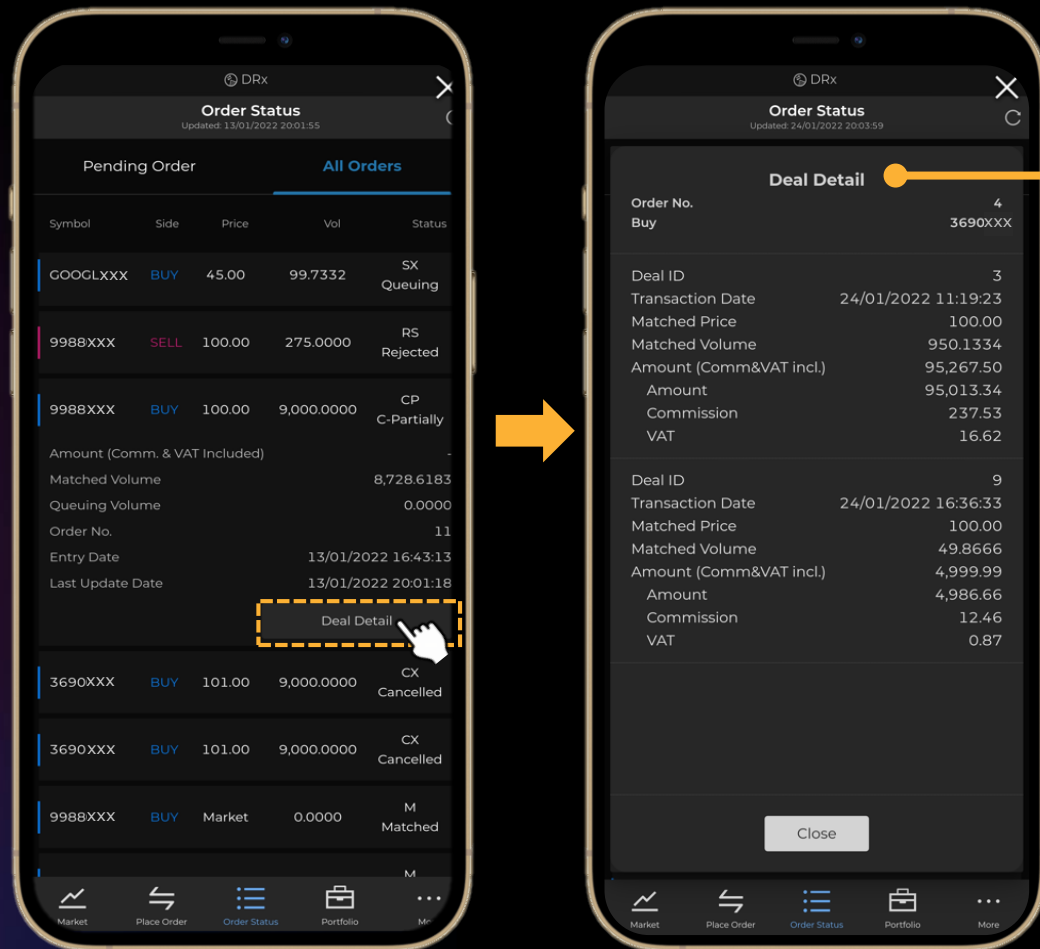 DRx
Order Status
Updated: 13/01/2022 20:01:55
Pending Order All Orders
Symbol Side Price Vol Status
GOOGLXXX BUY 45.00 99.7332 SX
Queuing
9988XXX SELL 100.00 275.0000 RS
Rejected
9988XXX BUY 100.00 9,000.0000 CP
C-Partially
Amount (Comm. & VAT Included) -
Matched Volume 8,728.6183
Queuing Volume 0.0000
Order No. 11
Entry Date 13/01/2022 16:43:13
Last Update Date 13/01/2022 20:01:18
Deal Detail
3690XXX BUY 101.00 9,000.0000 CX
Cancelled
3690XXX BUY 101.00 9,000.0000 CX
Cancelled
9988XXX BUY Market 0.0000 M
Matched
M
Market Place Order Order Status Portfolio
DRx
Order Status
Updated: 24/01/2022 20:03:59
Deal Detail
Order No. 4
Buy 3690XXX
Deal ID 3
Transaction Date 24/01/2022 11:19:23
Matched Price 100.00
Matched Volume 950.1334
Amount (Comm&VAT incl.) 95,267.50
Amount 95,013.34
Commission 237.53
VAT 16.62
Deal ID 9
Transaction Date 24/01/2022 16:36:33
Matched Price 100.00
Matched Volume 49.8666
Amount (Comm&VAT incl.) 4,999.99
Amount 4,986.66
Commission 12.46
VAT 0.87
Close
Market Place Order Order Status Portfolio More